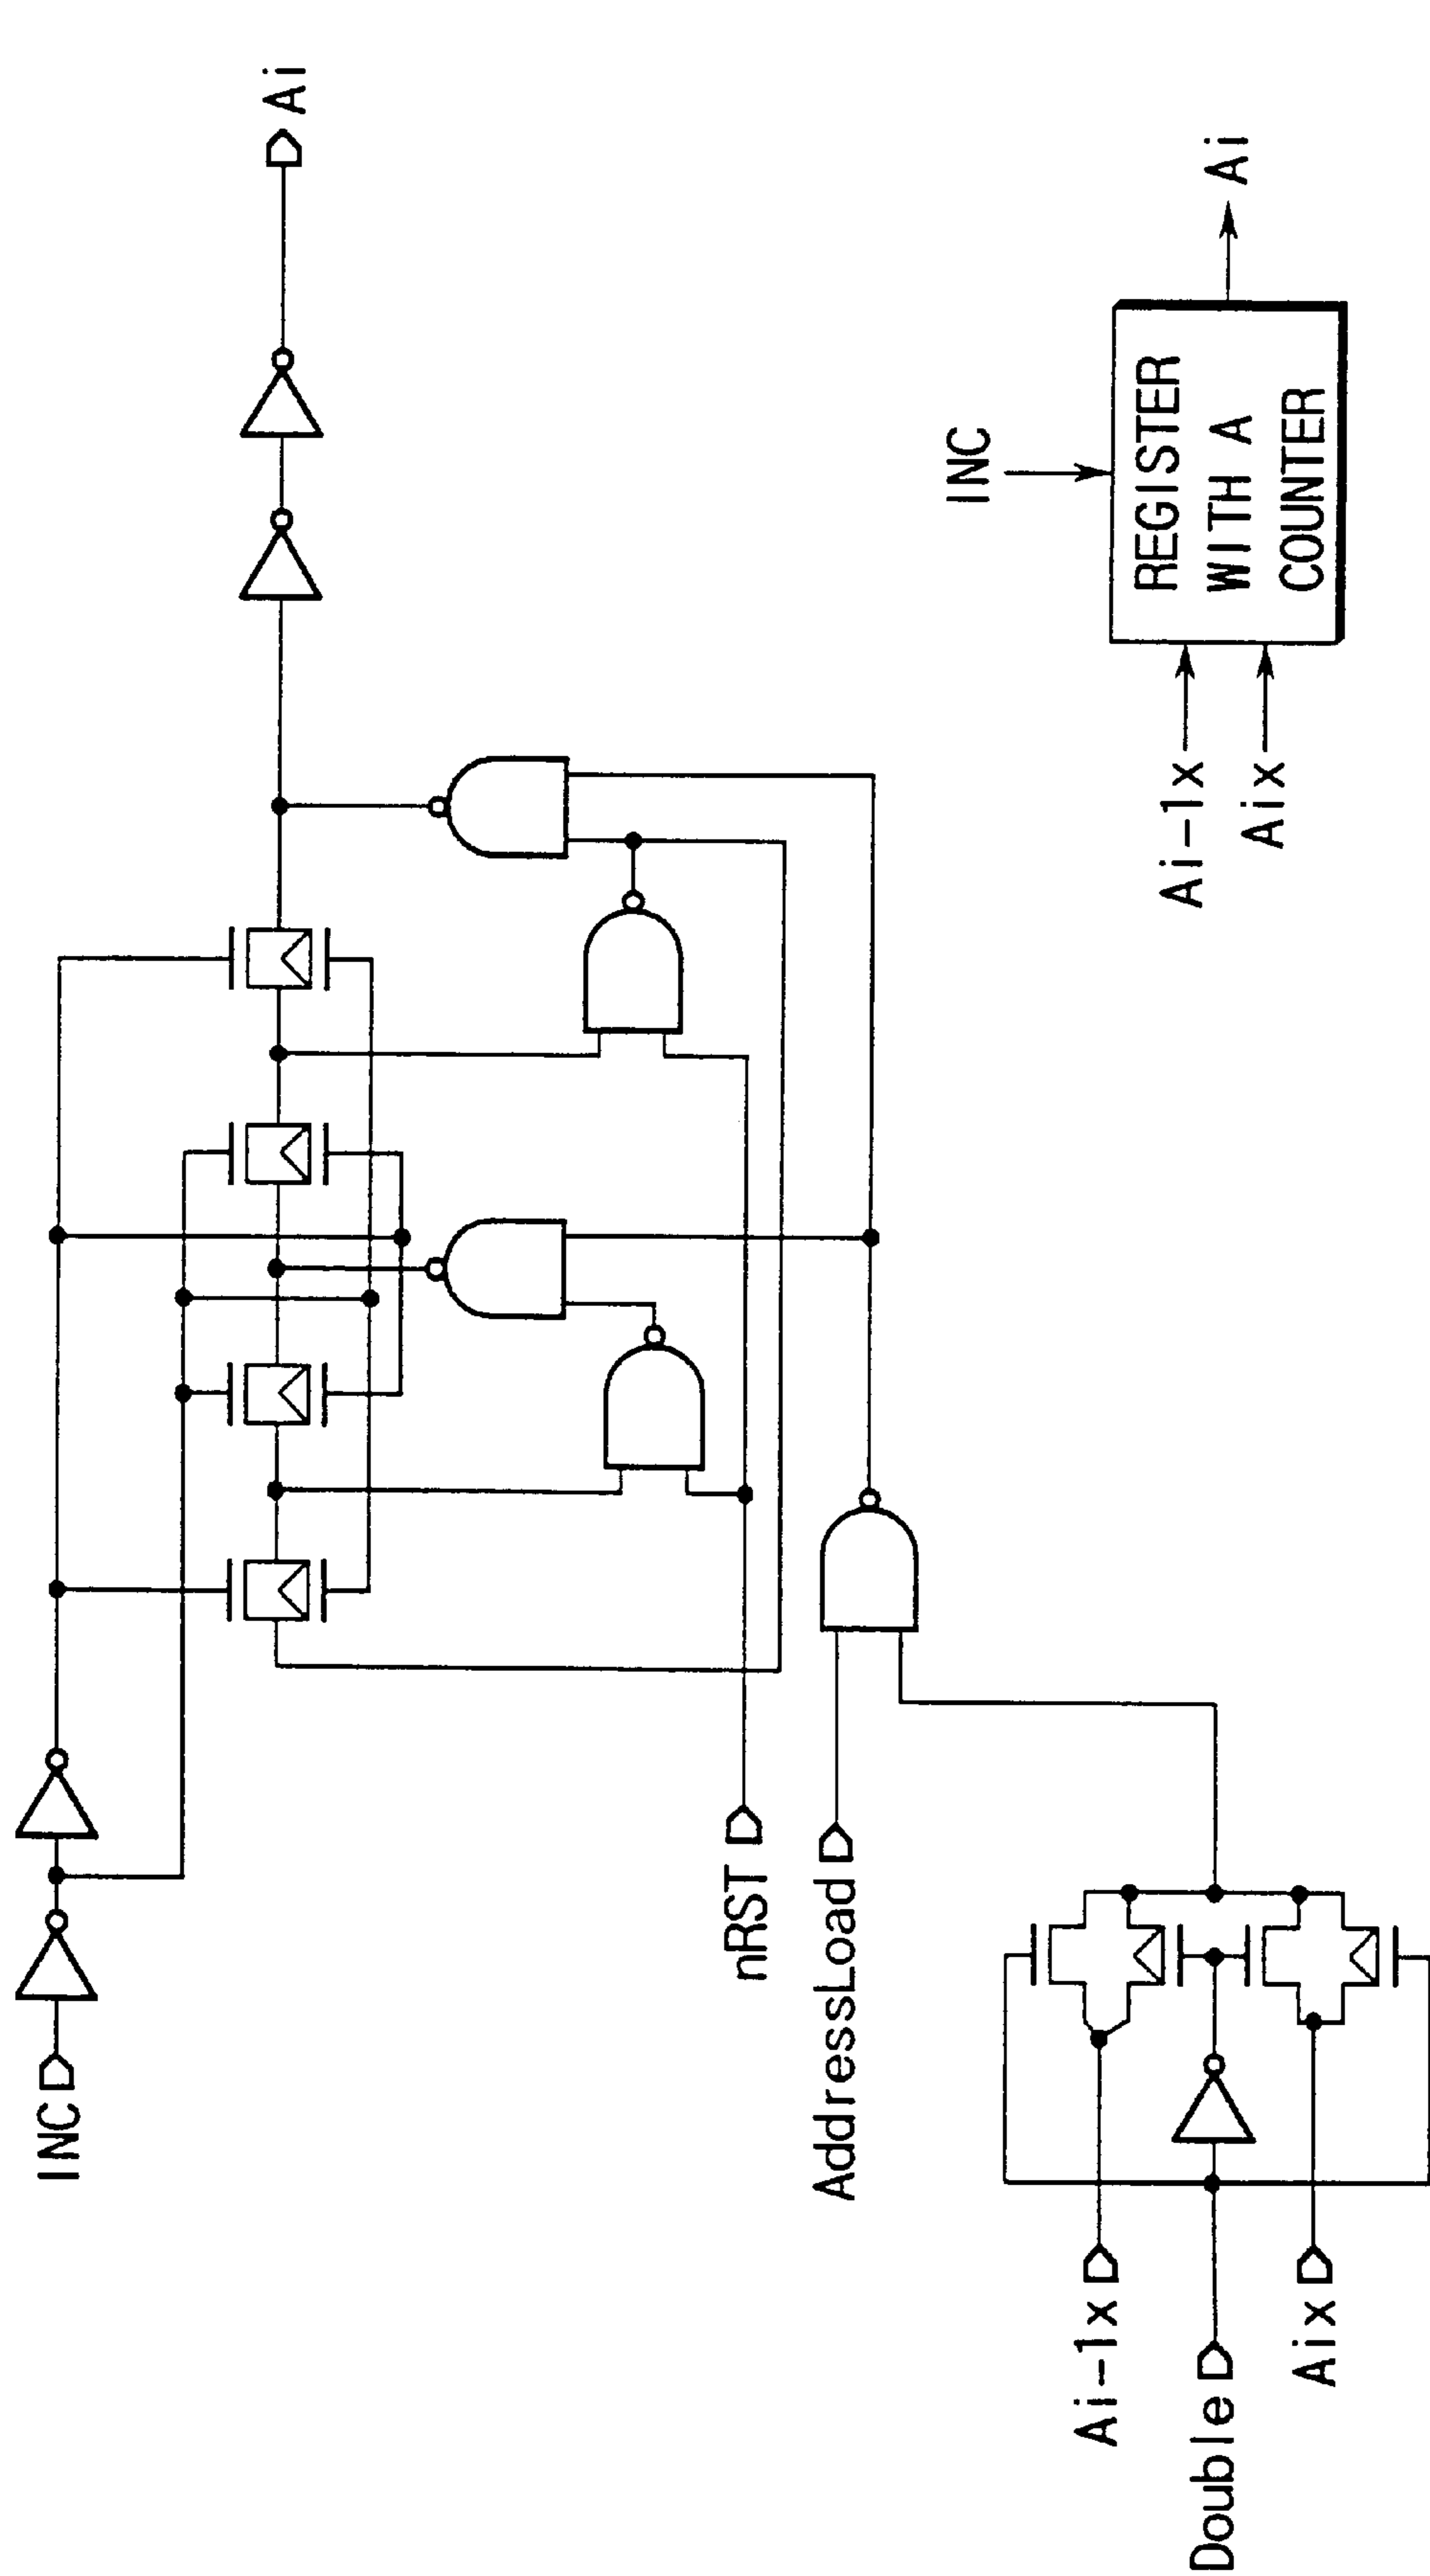 INC
nRST
AddressLoad
Ai-1x
Double
Aix
Ai
INC
Ai-1x
Aix
REGISTER
WITH A
COUNTER
Ai